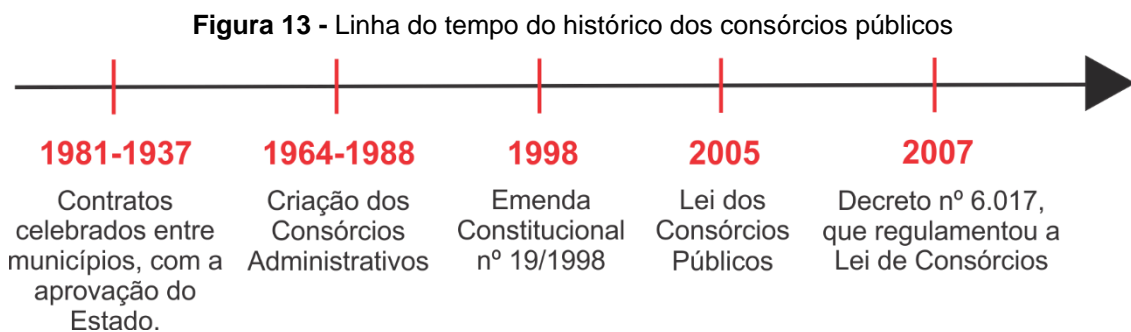 Figura 13 - Linha do tempo do histórico dos consórcios públicos
1981-1937
Contratos
celebrados entre
municípios, com a
aprovação do
Estado.
1964-1988
Criação dos
Consórcios
Administrativos
1998
Emenda
Constitucional
nº 19/1998
2005
Lei dos
Consórcios
Públicos
2007
Decreto nº 6.017,
que regulamentou a
Lei de Consórcios